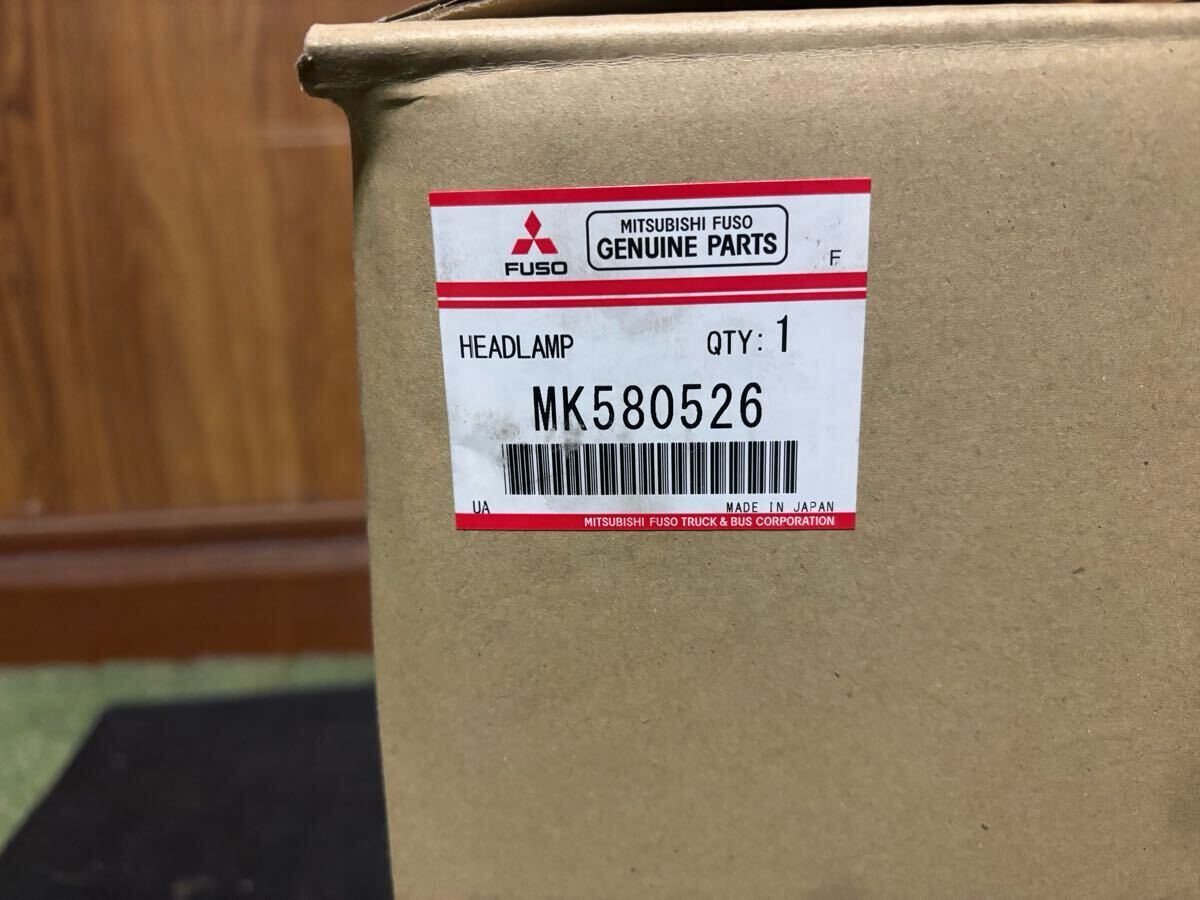 MITSUBISHI FUSO
GENUINE PARTS
FUSO
F
HEADLAMP QTY: 1
MK580526
UA MADE IN JAPAN
MITSUBISHI FUSO TRUCK & BUS CORPORATION